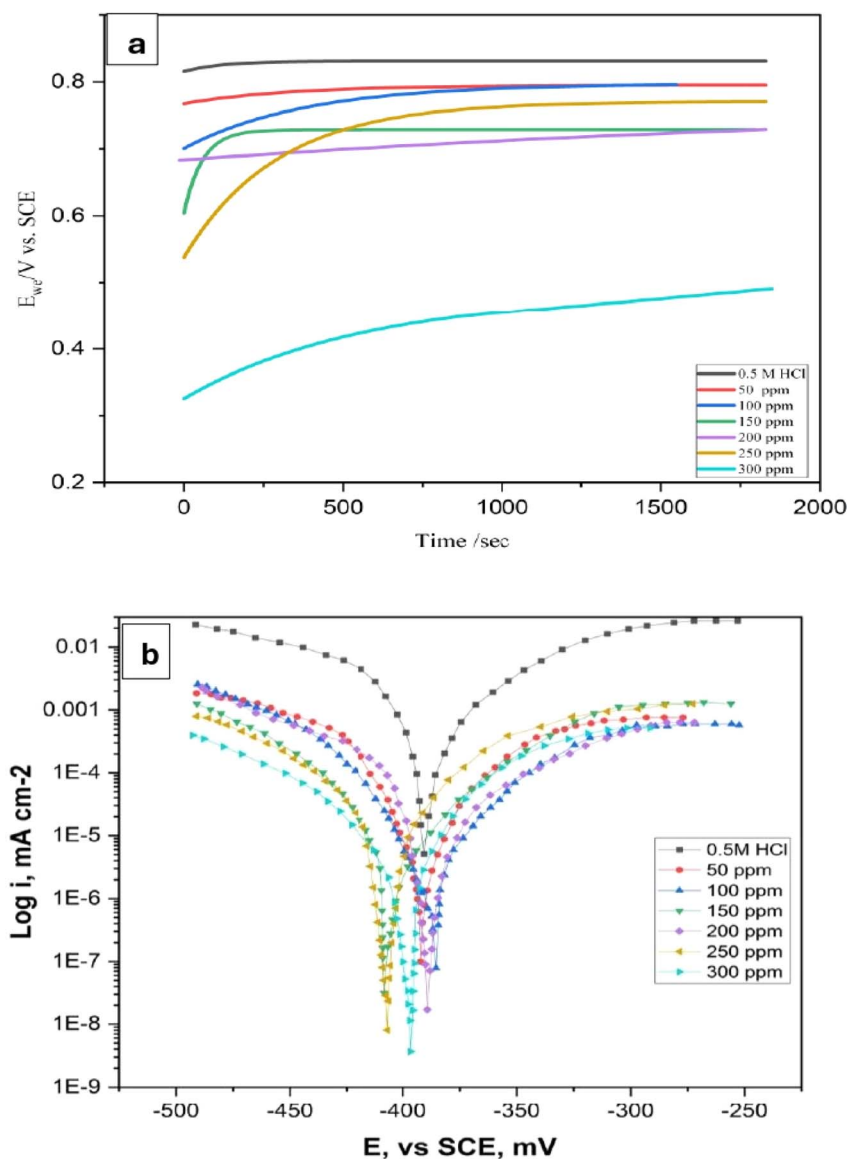 a
E_we/V vs. SCE
0.8
0.6
0.4
0.2
0.5 M HCl
50 ppm
100 ppm
150 ppm
200 ppm
250 ppm
300 ppm
0 500 1000 1500 2000
Time /sec
b
Log i, mA cm-2
0.01
0.001
1E-4
1E-5
1E-6
1E-7
1E-8
1E-9
0.5M HCl
50 ppm
100 ppm
150 ppm
200 ppm
250 ppm
300 ppm
-500 -450 -400 -350 -300 -250
E, vs SCE, mV